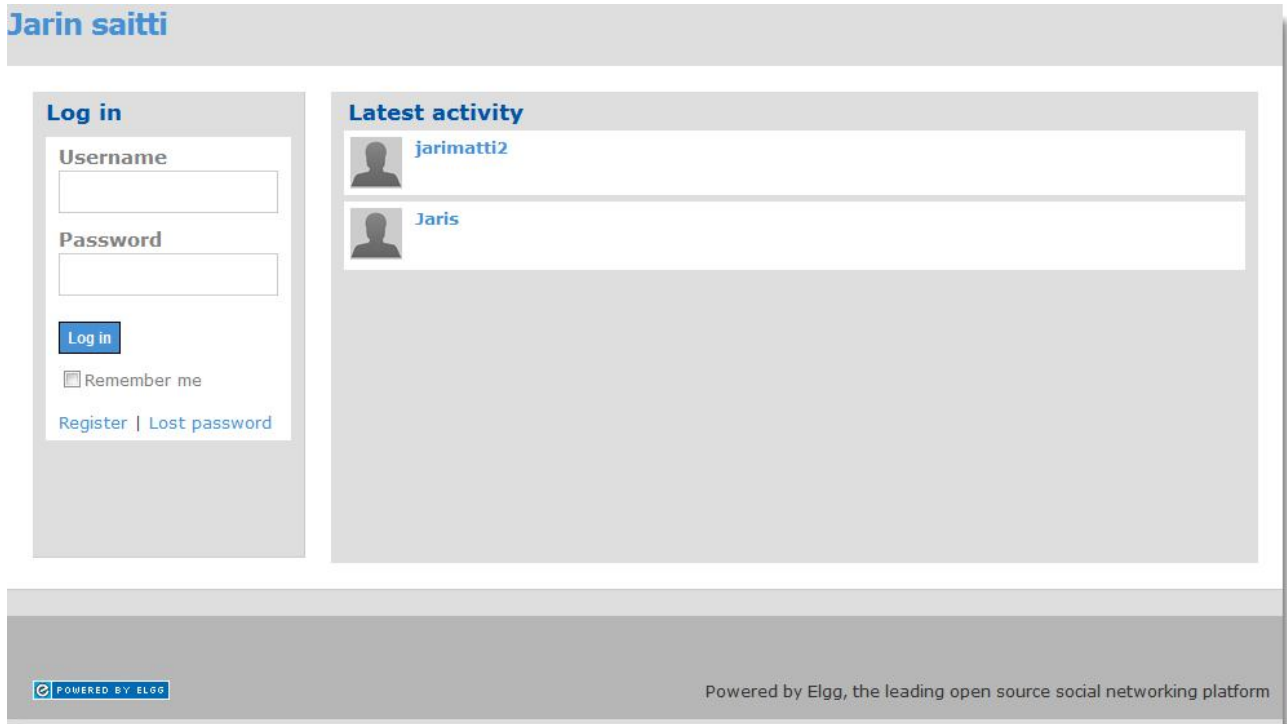 Jarin saitti
Log in
Username
Password
Log in
Remember me
Register | Lost password
Latest activity
jarimatti2
Jaris
POWERED BY ELGG
Powered by Elgg, the leading open source social networking platform